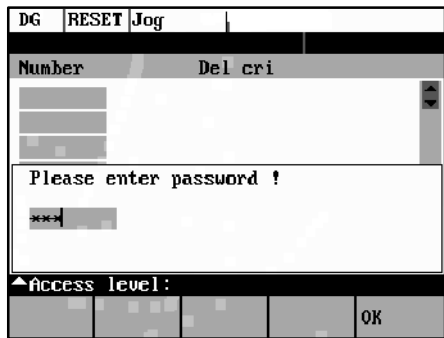 DG RESET Jog
Number Del cri
Please enter password !
***
Access level:
OK